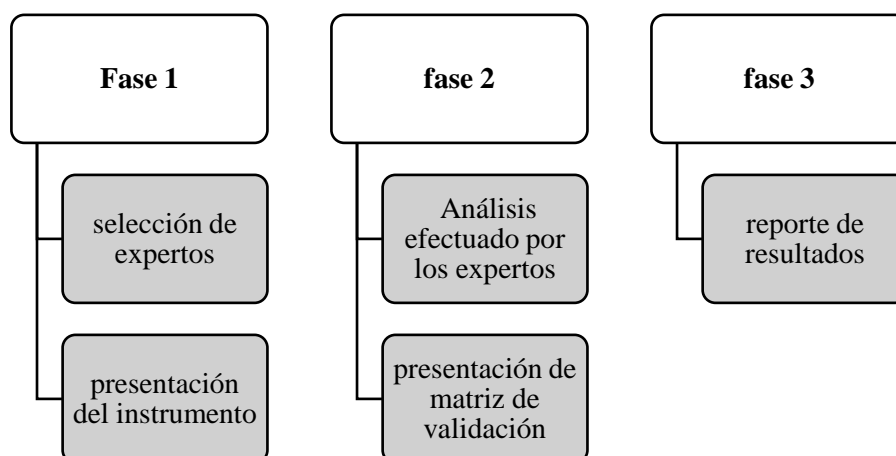 Fase 1
selección de
expertos
presentación
del instrumento
fase 2
Análisis
efectuado por
los expertos
presentación de
matriz de
validación
fase 3
reporte de
resultados